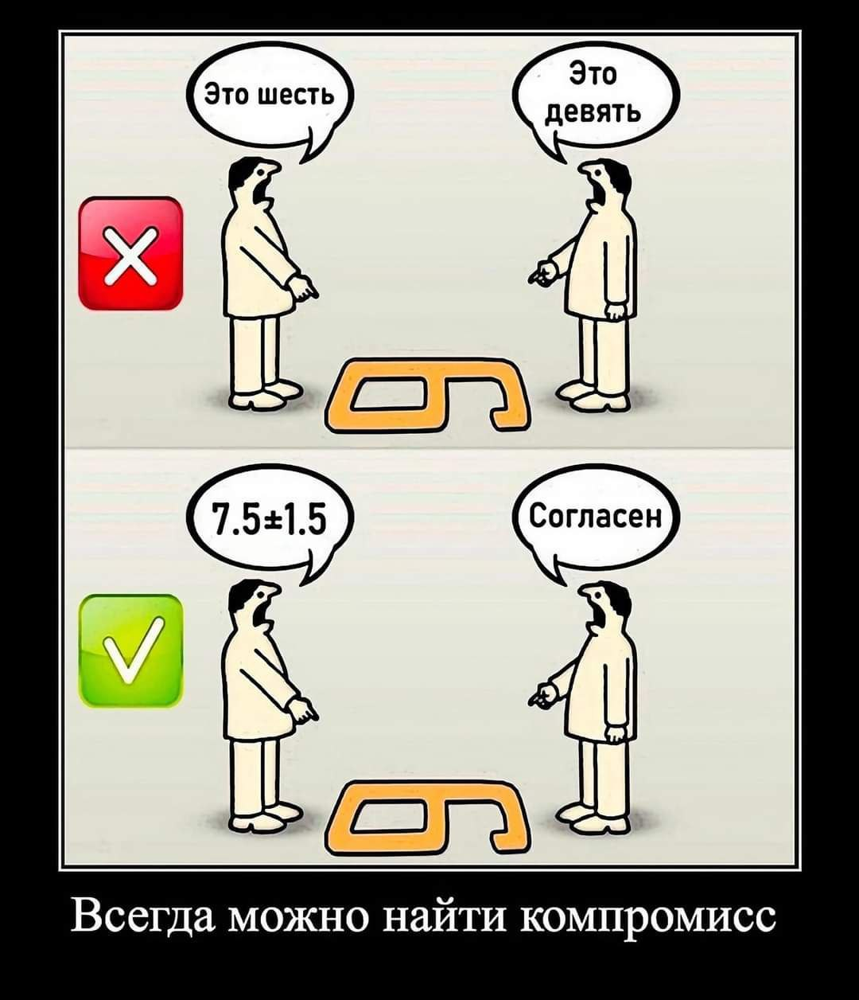 Это шесть
Это
девять
7.5±1.5
Согласен
Всегда можно найти компромисс